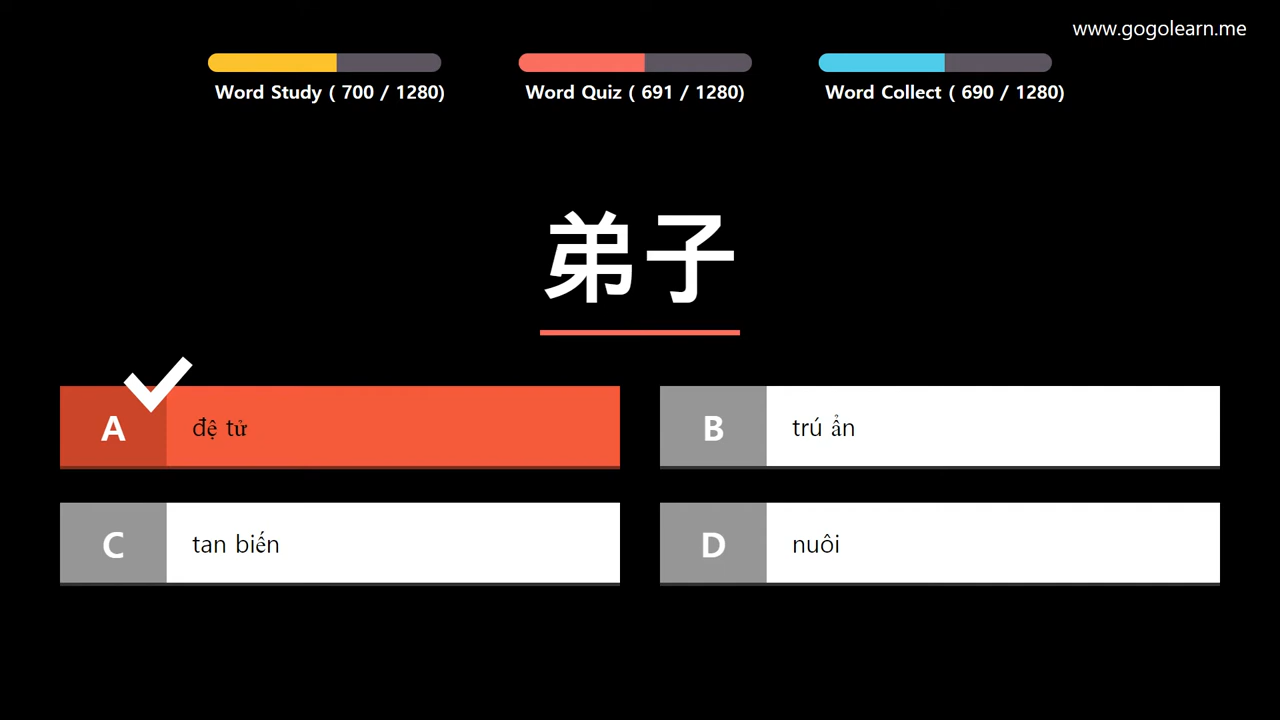 www.gogolearn.me
Word Study ( 700 / 1280)
Word Quiz ( 691 / 1280)
Word Collect ( 690 / 1280)
弟子
A
đệ tử
B
trú ẩn
C
tan biến
D
nuôi